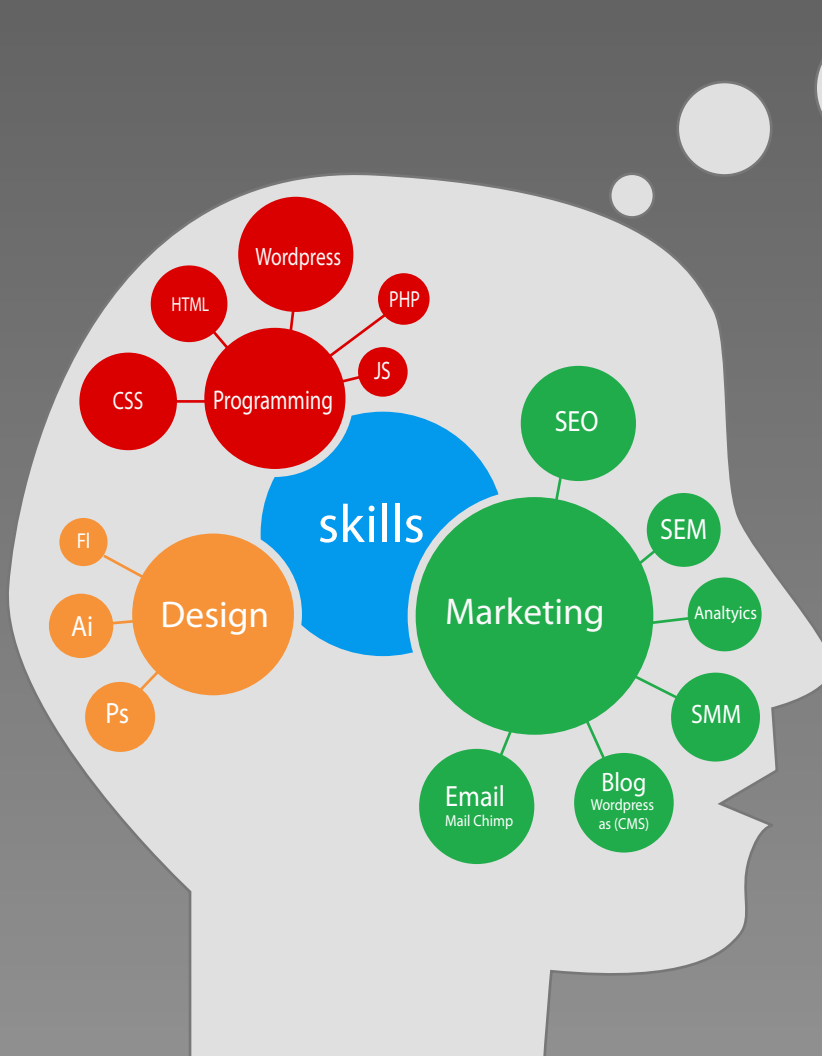 Wordpress
HTML
PHP
JS
CSS
Programming
skills
SEO
SEM
Marketing
Analtyics
SMM
Email
Mail Chimp
Blog
Wordpress
as (CMS)
Fl
Design
Ai
Ps